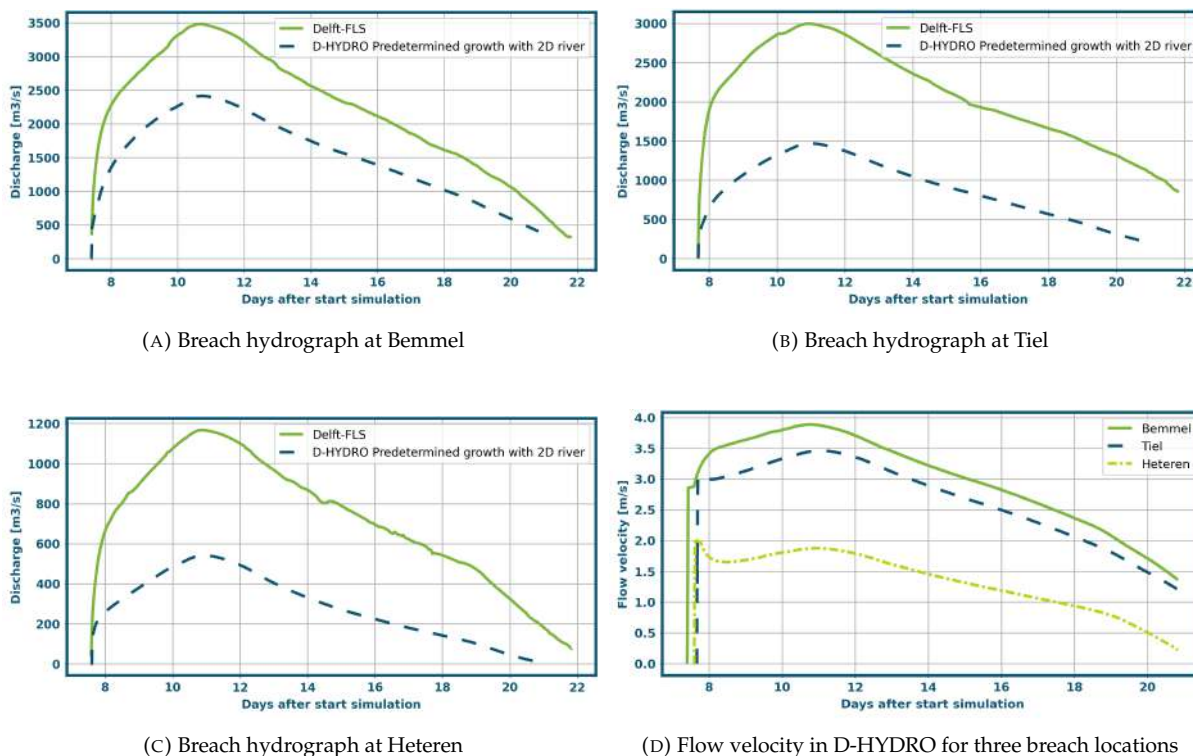 3500
3000
2500
2000
1500
1000
500
0
Discharge [m3/s]
Delft-FLS
D-HYDRO Predetermined growth with 2D river
8 10 12 14 16 18 20 22
Days after start simulation
(A) Breach hydrograph at Bemmel
3000
2500
2000
1500
1000
500
0
Discharge [m3/s]
Delft-FLS
D-HYDRO Predetermined growth with 2D river
8 10 12 14 16 18 20 22
Days after start simulation
(B) Breach hydrograph at Tiel
1200
1000
800
600
400
200
0
Discharge [m3/s]
Delft-FLS
D-HYDRO Predetermined growth with 2D river
8 10 12 14 16 18 20 22
Days after start simulation
(C) Breach hydrograph at Heteren
4.0
3.5
3.0
2.5
2.0
1.5
1.0
0.5
0.0
Flow velocity [m/s]
Bemmel
Tiel
Heteren
8 10 12 14 16 18 20
Days after start simulation
(D) Flow velocity in D-HYDRO for three breach locations